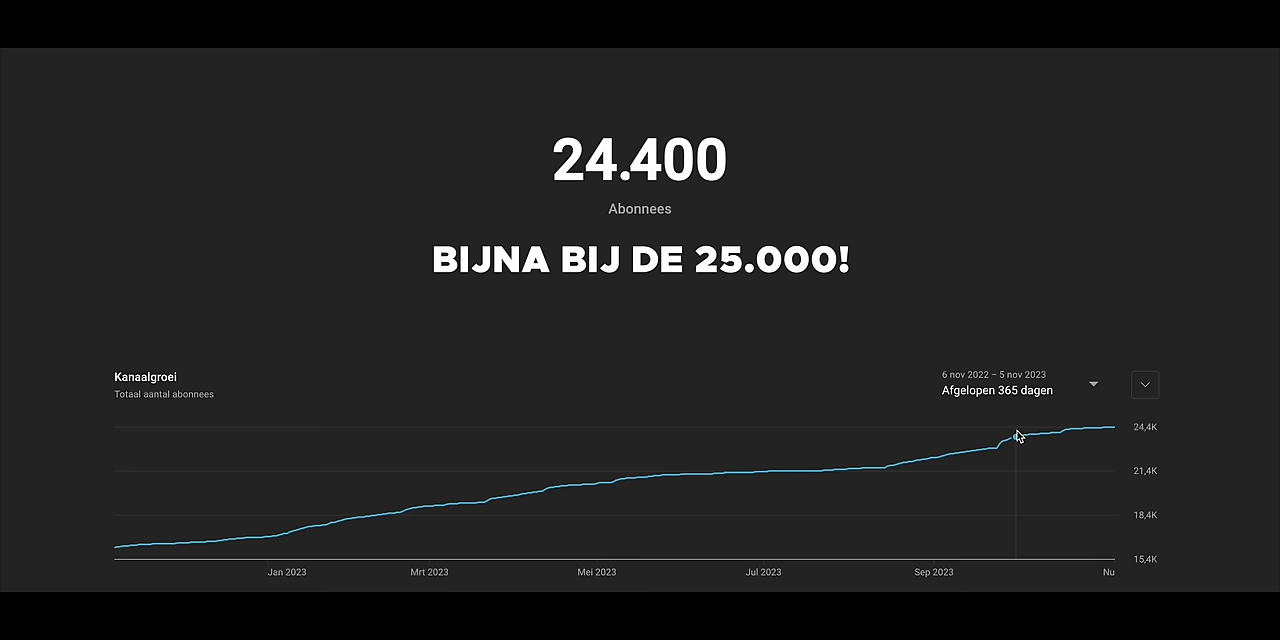 24.400
Abonnees
BIJNA BIJ DE 25.000!
Kanaalgroei
Totaal aantal abonnees
6 nov 2022 – 5 nov 2023
Afgelopen 365 dagen
24,4K
21,4K
18,4K
15,4K
Jan 2023 Mrt 2023 Mei 2023 Jul 2023 Sep 2023 Nu